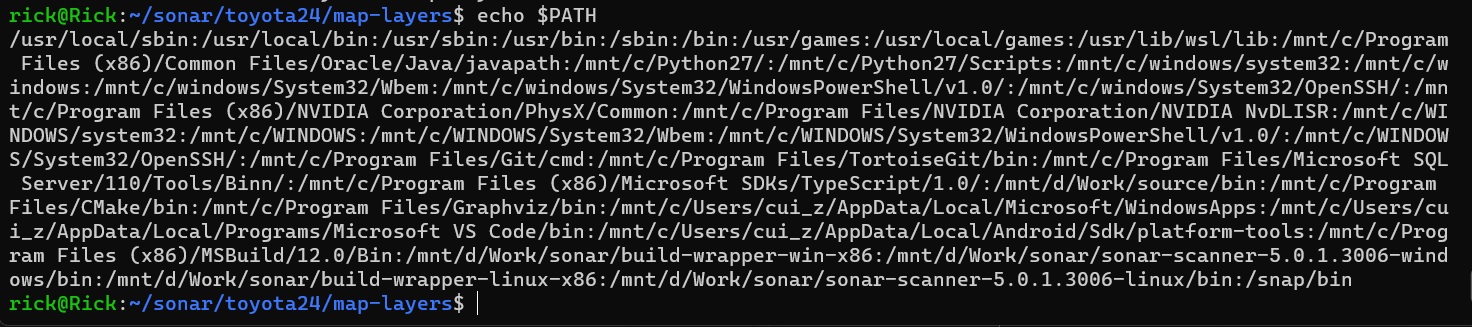 rick@Rick:~/sonar/toyota24/map-layers$ echo $PATH
/usr/local/sbin:/usr/local/bin:/usr/sbin:/usr/bin:/sbin:/bin:/usr/games:/usr/local/games:/usr/lib/wsl/lib:/mnt/c/Program
 Files (x86)/Common Files/Oracle/Java/javapath:/mnt/c/Python27/:/mnt/c/Python27/Scripts:/mnt/c/windows/system32:/mnt/c/w
indows:/mnt/c/windows/System32/Wbem:/mnt/c/windows/System32/WindowsPowerShell/v1.0/:/mnt/c/windows/System32/OpenSSH/:/mn
t/c/Program Files (x86)/NVIDIA Corporation/PhysX/Common:/mnt/c/Program Files/NVIDIA Corporation/NVIDIA NvDLISR:/mnt/c/WI
NDOWS/system32:/mnt/c/WINDOWS:/mnt/c/WINDOWS/System32/Wbem:/mnt/c/WINDOWS/System32/WindowsPowerShell/v1.0/:/mnt/c/WINDOW
S/System32/OpenSSH/:/mnt/c/Program Files/Git/cmd:/mnt/c/Program Files/TortoiseGit/bin:/mnt/c/Program Files/Microsoft SQL
 Server/110/Tools/Binn/:/mnt/c/Program Files (x86)/Microsoft SDKs/TypeScript/1.0/:/mnt/d/Work/source/bin:/mnt/c/Program 
Files/CMake/bin:/mnt/c/Program Files/Graphviz/bin:/mnt/c/Users/cui_z/AppData/Local/Microsoft/WindowsApps:/mnt/c/Users/cu
i_z/AppData/Local/Programs/Microsoft VS Code/bin:/mnt/c/Users/cui_z/AppData/Local/Android/Sdk/platform-tools:/mnt/c/Prog
ram Files (x86)/MSBuild/12.0/Bin:/mnt/d/Work/sonar/build-wrapper-win-x86:/mnt/d/Work/sonar/sonar-scanner-5.0.1.3006-wind
ows/bin:/mnt/d/Work/sonar/build-wrapper-linux-x86:/mnt/d/Work/sonar/sonar-scanner-5.0.1.3006-linux/bin:/snap/bin
rick@Rick:~/sonar/toyota24/map-layers$